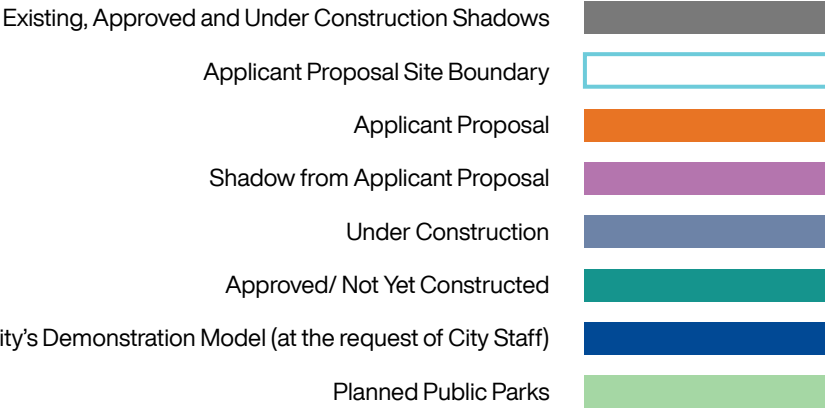 Existing, Approved and Under Construction Shadows
Applicant Proposal Site Boundary
Applicant Proposal
Shadow from Applicant Proposal
Under Construction
Approved/ Not Yet Constructed
ity’s Demonstration Model (at the request of City Staff)
Planned Public Parks